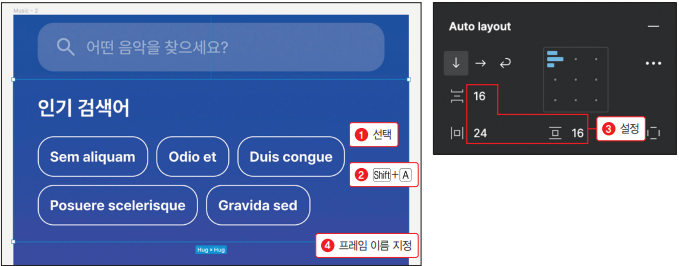 Music - 2
어떤 음악을 찾으세요?
인기 검색어
1 선택
Sem aliquam
Odio et
Duis congue
2 Shift+A
Posuere scelerisque
Gravida sed
4 프레임 이름 지정
Hug × Hug
Auto layout
16
24
16
3 설정